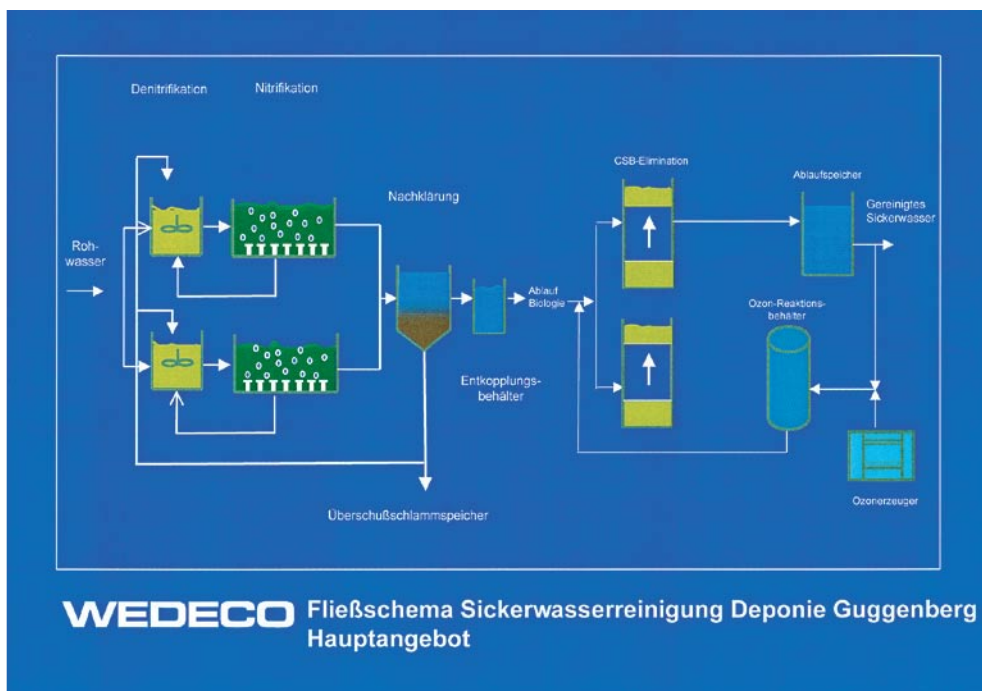 Denitrifikation
Nitrifikation
CSB-Elimination
Ablaufspeicher
Nachklärung
Gereinigtes
Sickerwasser
Roh-
wasser
Ablauf
Biologie
Ozon-Reaktions-
behälter
Entkopplungs-
behälter
Ozonerzeuger
Überschußschlammspeicher
WEDECO
Fließschema Sickerwasserreinigung Deponie Guggenberg
Hauptangebot